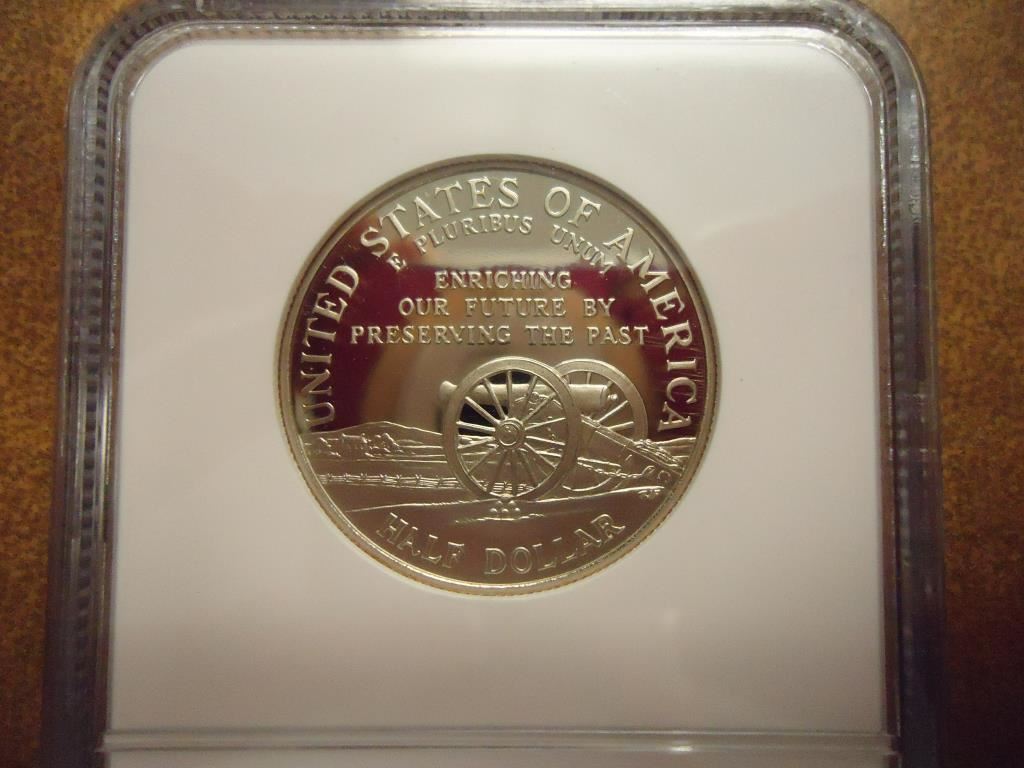 UNITED STATES OF AMERICA
E PLURIBUS UNUM
ENRICHING
OUR FUTURE BY
PRESERVING THE PAST
HALF DOLLAR